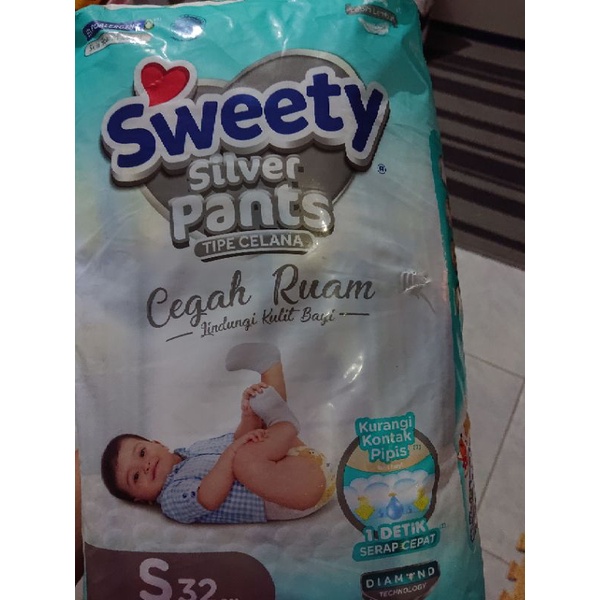 Sweety
®
Silver
Pants
TIPE CELANA
Cegah Ruam
Lindungi Kulit Bayi
Kurangi
Kontak
Pipis
1 DETIK
SERAP CEPAT
S 32
DIAMOND
TECHNOLOGY